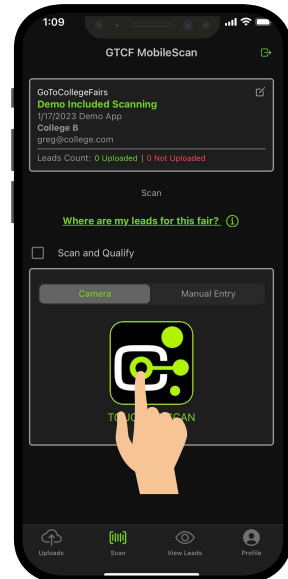 1:09
GTCF MobileScan
GoToCollegeFairs
Demo Included Scanning
1/17/2023 Demo App
College B
greg@college.com
Leads Count: 0 Uploaded | 0 Not Uploaded
Scan
Where are my leads for this fair?
Scan and Qualify
Camera Manual Entry
SCAN
Uploads Scan View Leads Profile